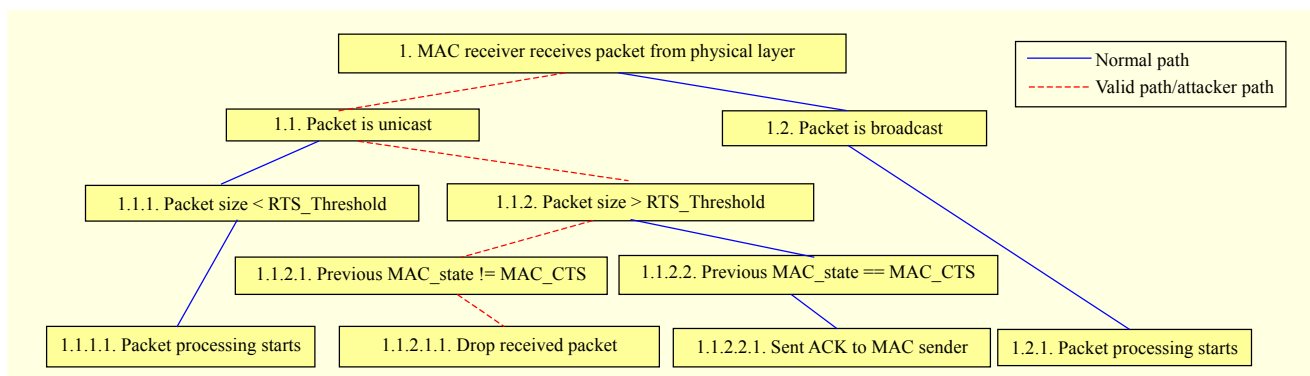 1. MAC receiver receives packet from physical layer
Normal path
Valid path/attacker path
1.1. Packet is unicast
1.2. Packet is broadcast
1.1.1. Packet size < RTS_Threshold
1.1.2. Packet size > RTS_Threshold
1.1.2.1. Previous MAC_state != MAC_CTS
1.1.2.2. Previous MAC_state == MAC_CTS
1.1.1.1. Packet processing starts
1.1.2.1.1. Drop received packet
1.1.2.2.1. Sent ACK to MAC sender
1.2.1. Packet processing starts